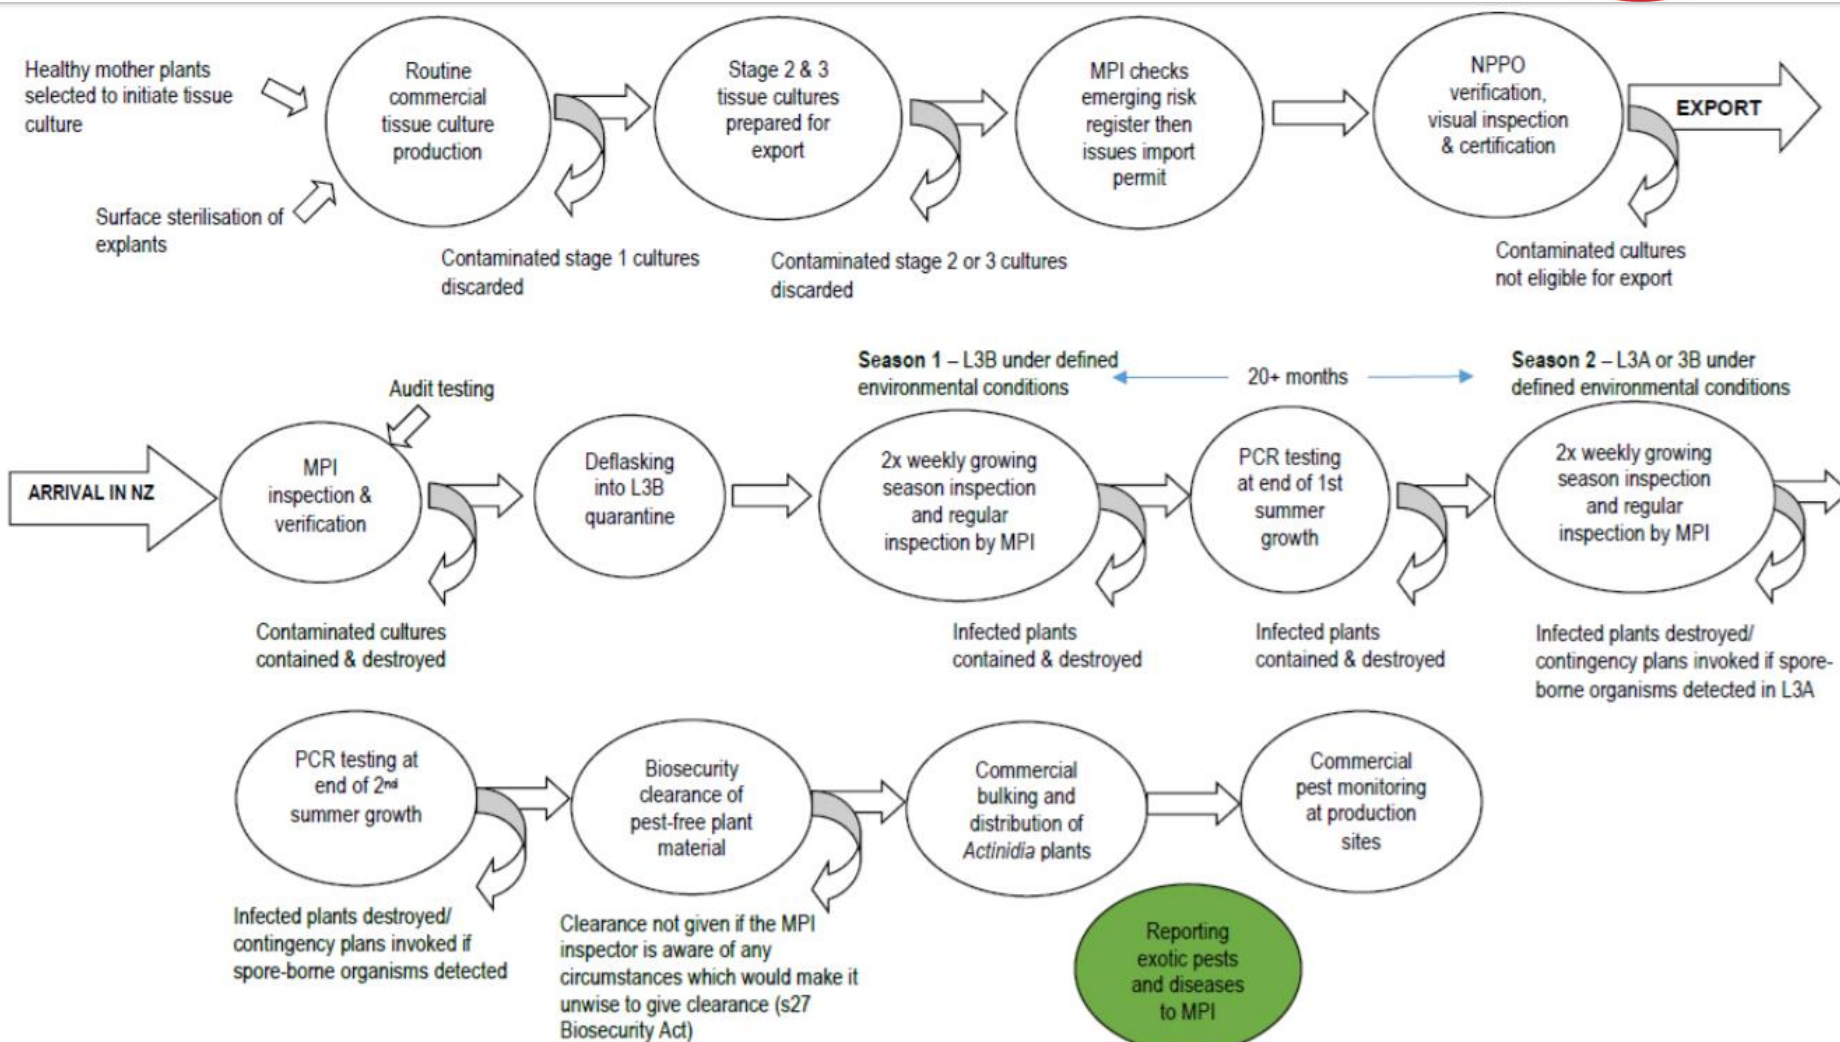 Healthy mother plants
selected to initiate tissue
culture
Surface sterilisation of
explants
Routine
commercial
tissue culture
production
Contaminated stage 1 cultures
discarded
Stage 2 & 3
tissue cultures
prepared for
export
Contaminated stage 2 or 3 cultures
discarded
MPI checks
emerging risk
register then
issues import
permit
NPPO
verification,
visual inspection
& certification
Contaminated cultures
not eligible for export
EXPORT
ARRIVAL IN NZ
Audit testing
MPI
inspection &
verification
Contaminated cultures
contained & destroyed
Deflasking
into L3B
quarantine
Season 1 – L3B under defined
environmental conditions
2x weekly growing
season inspection
and regular
inspection by MPI
Infected plants
contained & destroyed
20+ months
PCR testing
at end of 1st
summer
growth
Infected plants
contained & destroyed
Season 2 – L3A or 3B under
defined environmental conditions
2x weekly growing
season inspection
and regular
inspection by MPI
Infected plants destroyed/
contingency plans invoked if spore-
borne organisms detected in L3A
PCR testing at
end of 2nd
summer growth
Infected plants destroyed/
contingency plans invoked if
spore-borne organisms detected
Biosecurity
clearance of
pest-free plant
material
Clearance not given if the MPI
inspector is aware of any
circumstances which would make it
unwise to give clearance (s27
Biosecurity Act)
Commercial
bulking and
distribution of
Actinidia plants
Commercial
pest monitoring
at production
sites
Reporting
exotic pests
and diseases
to MPI